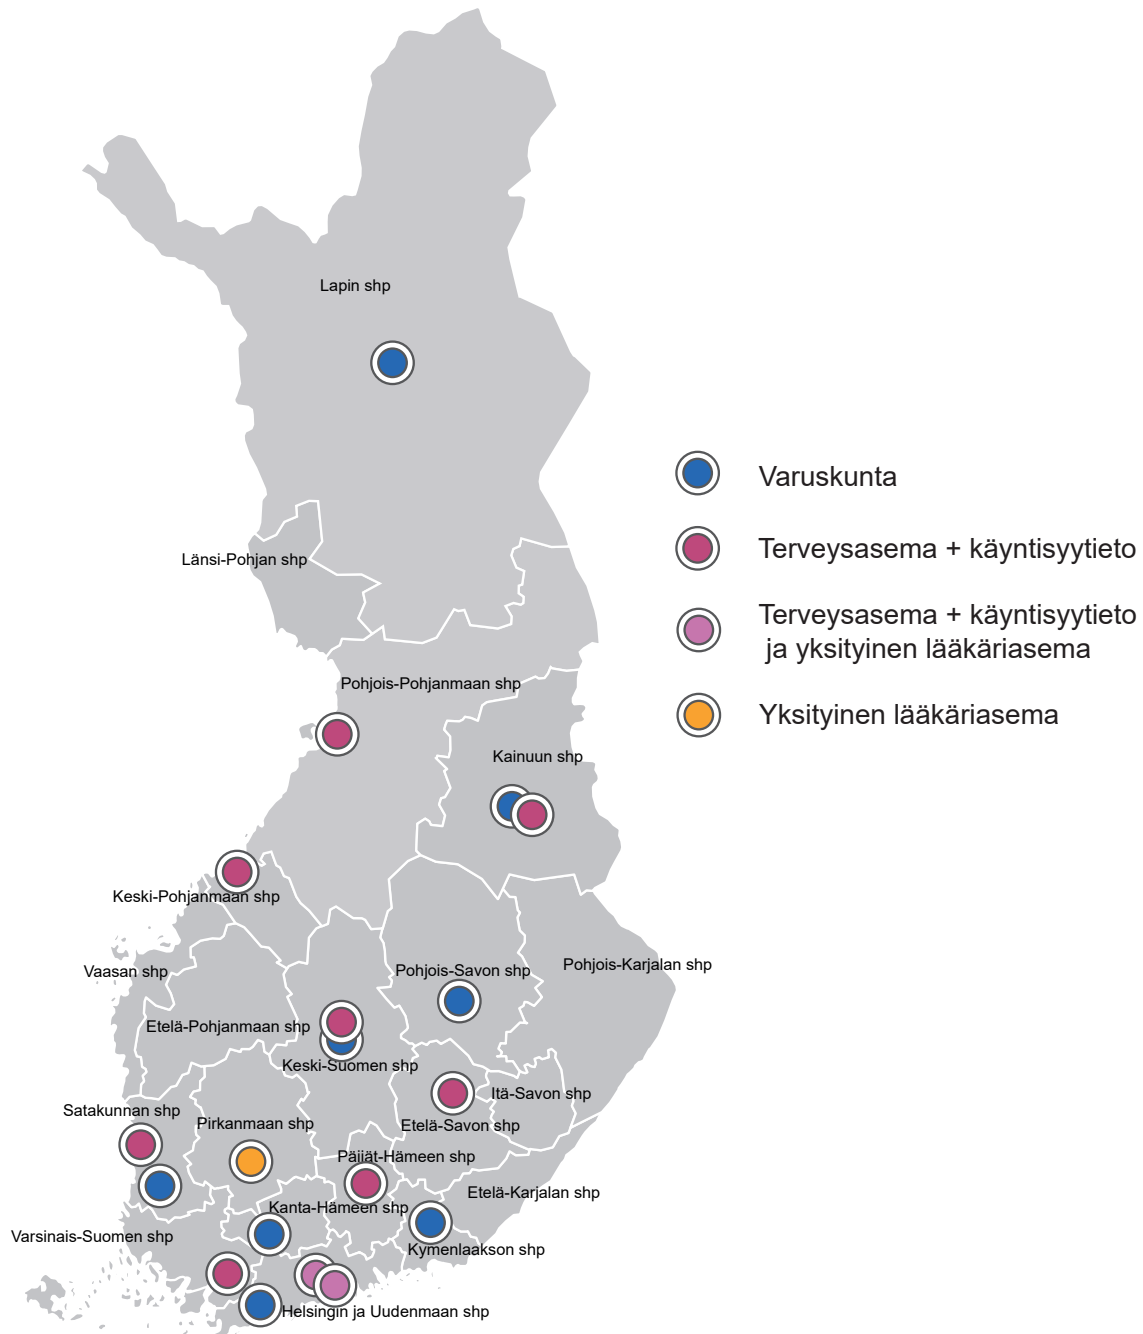 Lapin shp
Varuskunta
Terveysasema + käyntisyytieto
Länsi-Pohjan shp
Terveysasema + käyntisyytieto
ja yksityinen lääkäriasema
Pohjois-Pohjanmaan shp
Yksityinen lääkäriasema
Kainuun shp
Keski-Pohjanmaan shp
Pohjois-Karjalan shp
Vaasan shp
Pohjois-Savon shp
Etelä-Pohjanmaan shp
Keski-Suomen shp
Itä-Savon shp
Satakunnan shp
Pirkanmaan shp
Etelä-Savon shp
Päijät-Hämeen shp
Etelä-Karjalan shp
Kanta-Hämeen shp
Varsinais-Suomen shp
Kymenlaakson shp
Helsingin ja Uudenmaan shp